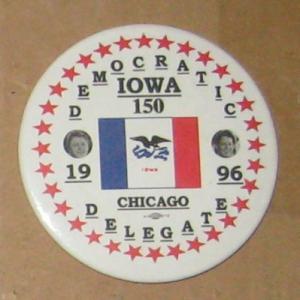 DEMOCRATIC
IOWA
150
19 96
IOWA
CHICAGO
DELEGATE